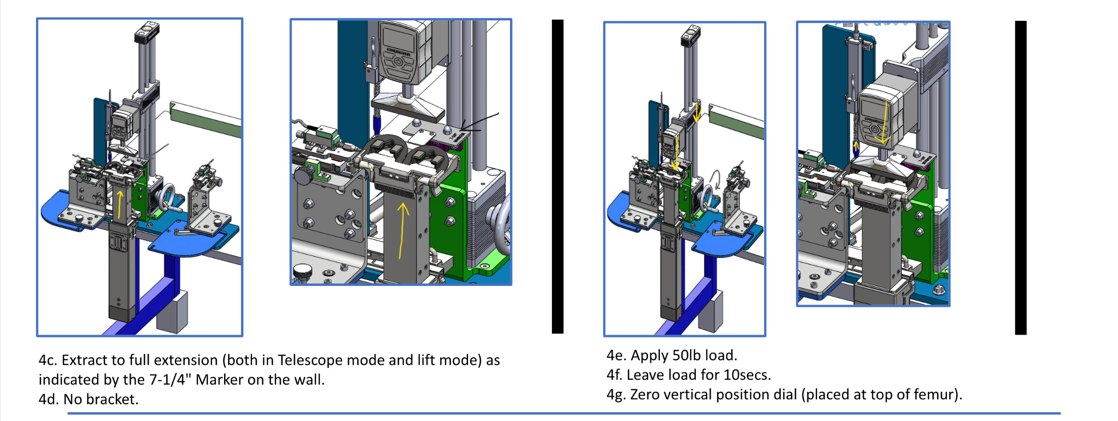 4c. Extract to full extension (both in Telescope mode and lift mode) as
indicated by the 7-1/4" Marker on the wall.
4d. No bracket.
4e. Apply 50lb load.
4f. Leave load for 10secs.
4g. Zero vertical position dial (placed at top of femur).